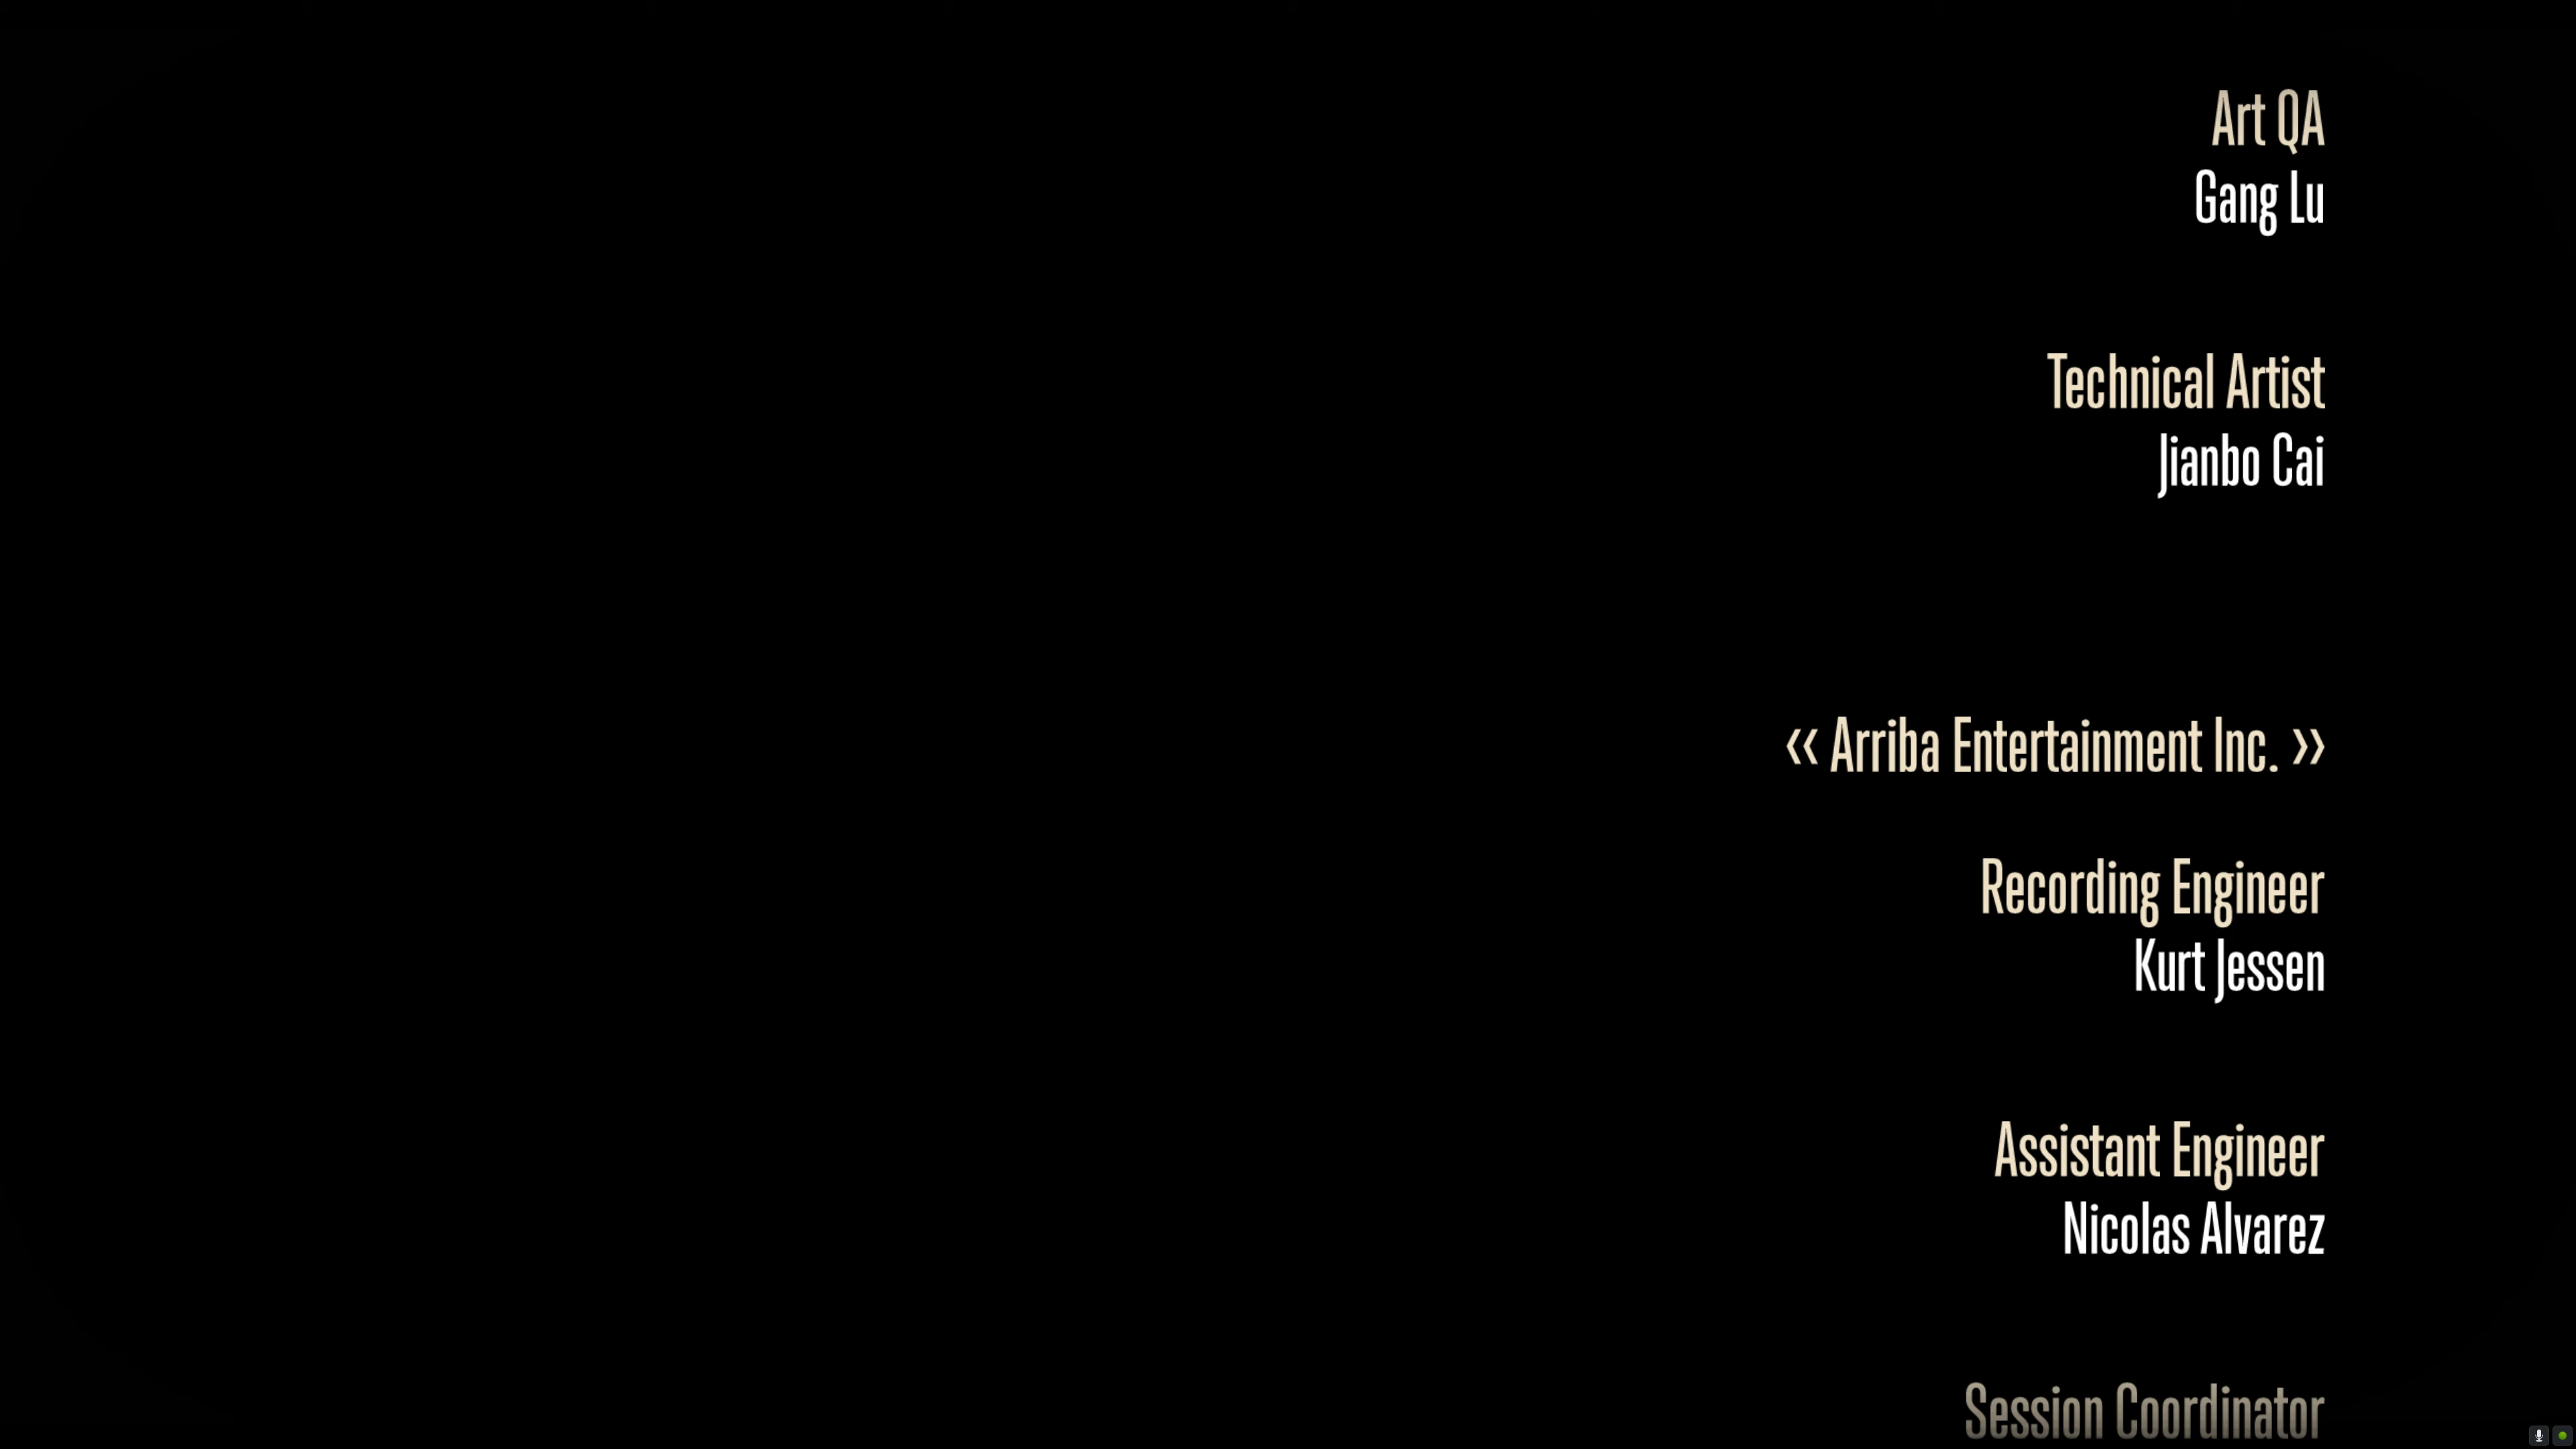 Art QA
Gang Lu
Technical Artist
Jianbo Cai
‹‹ Arriba Entertainment Inc. ››
Recording Engineer
Kurt Jessen
Assistant Engineer
Nicolas Alvarez
Session Coordinator